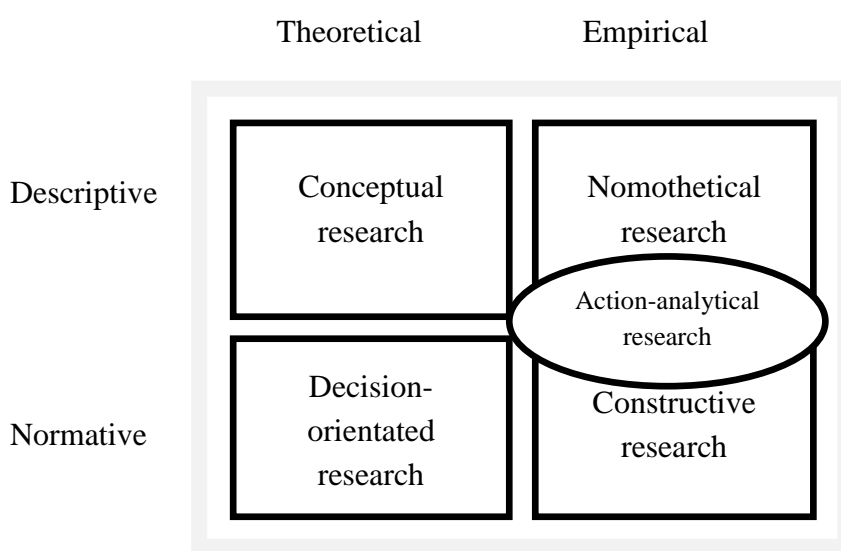 Theoretical Empirical
Descriptive
Conceptual
research
Nomothetical
research
Action-analytical
research
Normative
Decision-
orientated
research
Constructive
research